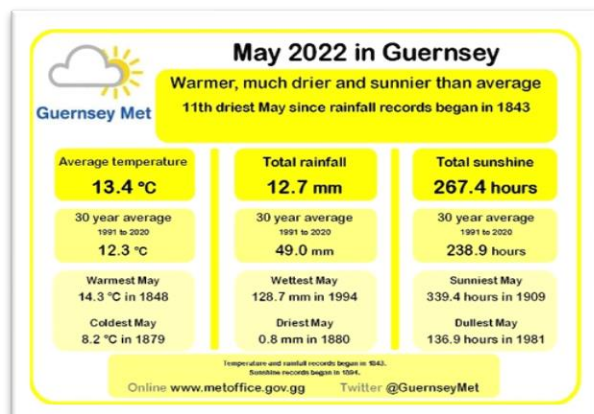 May 2022 in Guernsey
Guernsey Met
Warmer, much drier and sunnier than average
11th driest May since rainfall records began in 1843
Average temperature
13.4 °C
30 year average
1991 to 2020
12.3 °C
Warmest May
14.3 °C in 1848
Coldest May
8.2 °C in 1879
Total rainfall
12.7 mm
30 year average
1991 to 2020
49.0 mm
Wettest May
128.7 mm in 1994
Driest May
0.8 mm in 1880
Total sunshine
267.4 hours
30 year average
1991 to 2020
238.9 hours
Sunniest May
339.4 hours in 1909
Dullest May
136.9 hours in 1981
Temperature and rainfall records began in 1843.
Sunshine records began in 1894.
Online www.metoffice.gov.gg Twitter @GuernseyMet